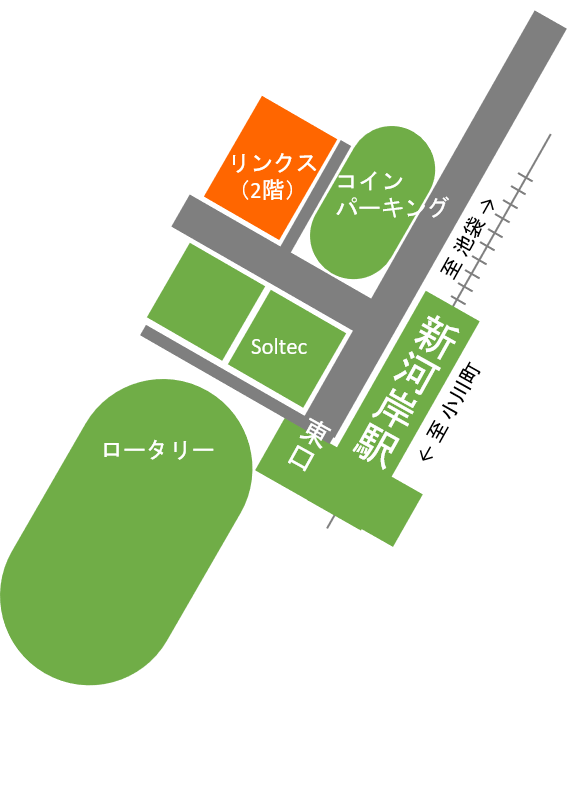 リンクス
（2階）
コイン
パーキング
至 池袋 →
Soltec
新河岸駅
← 至 小川町
東口
ロータリー